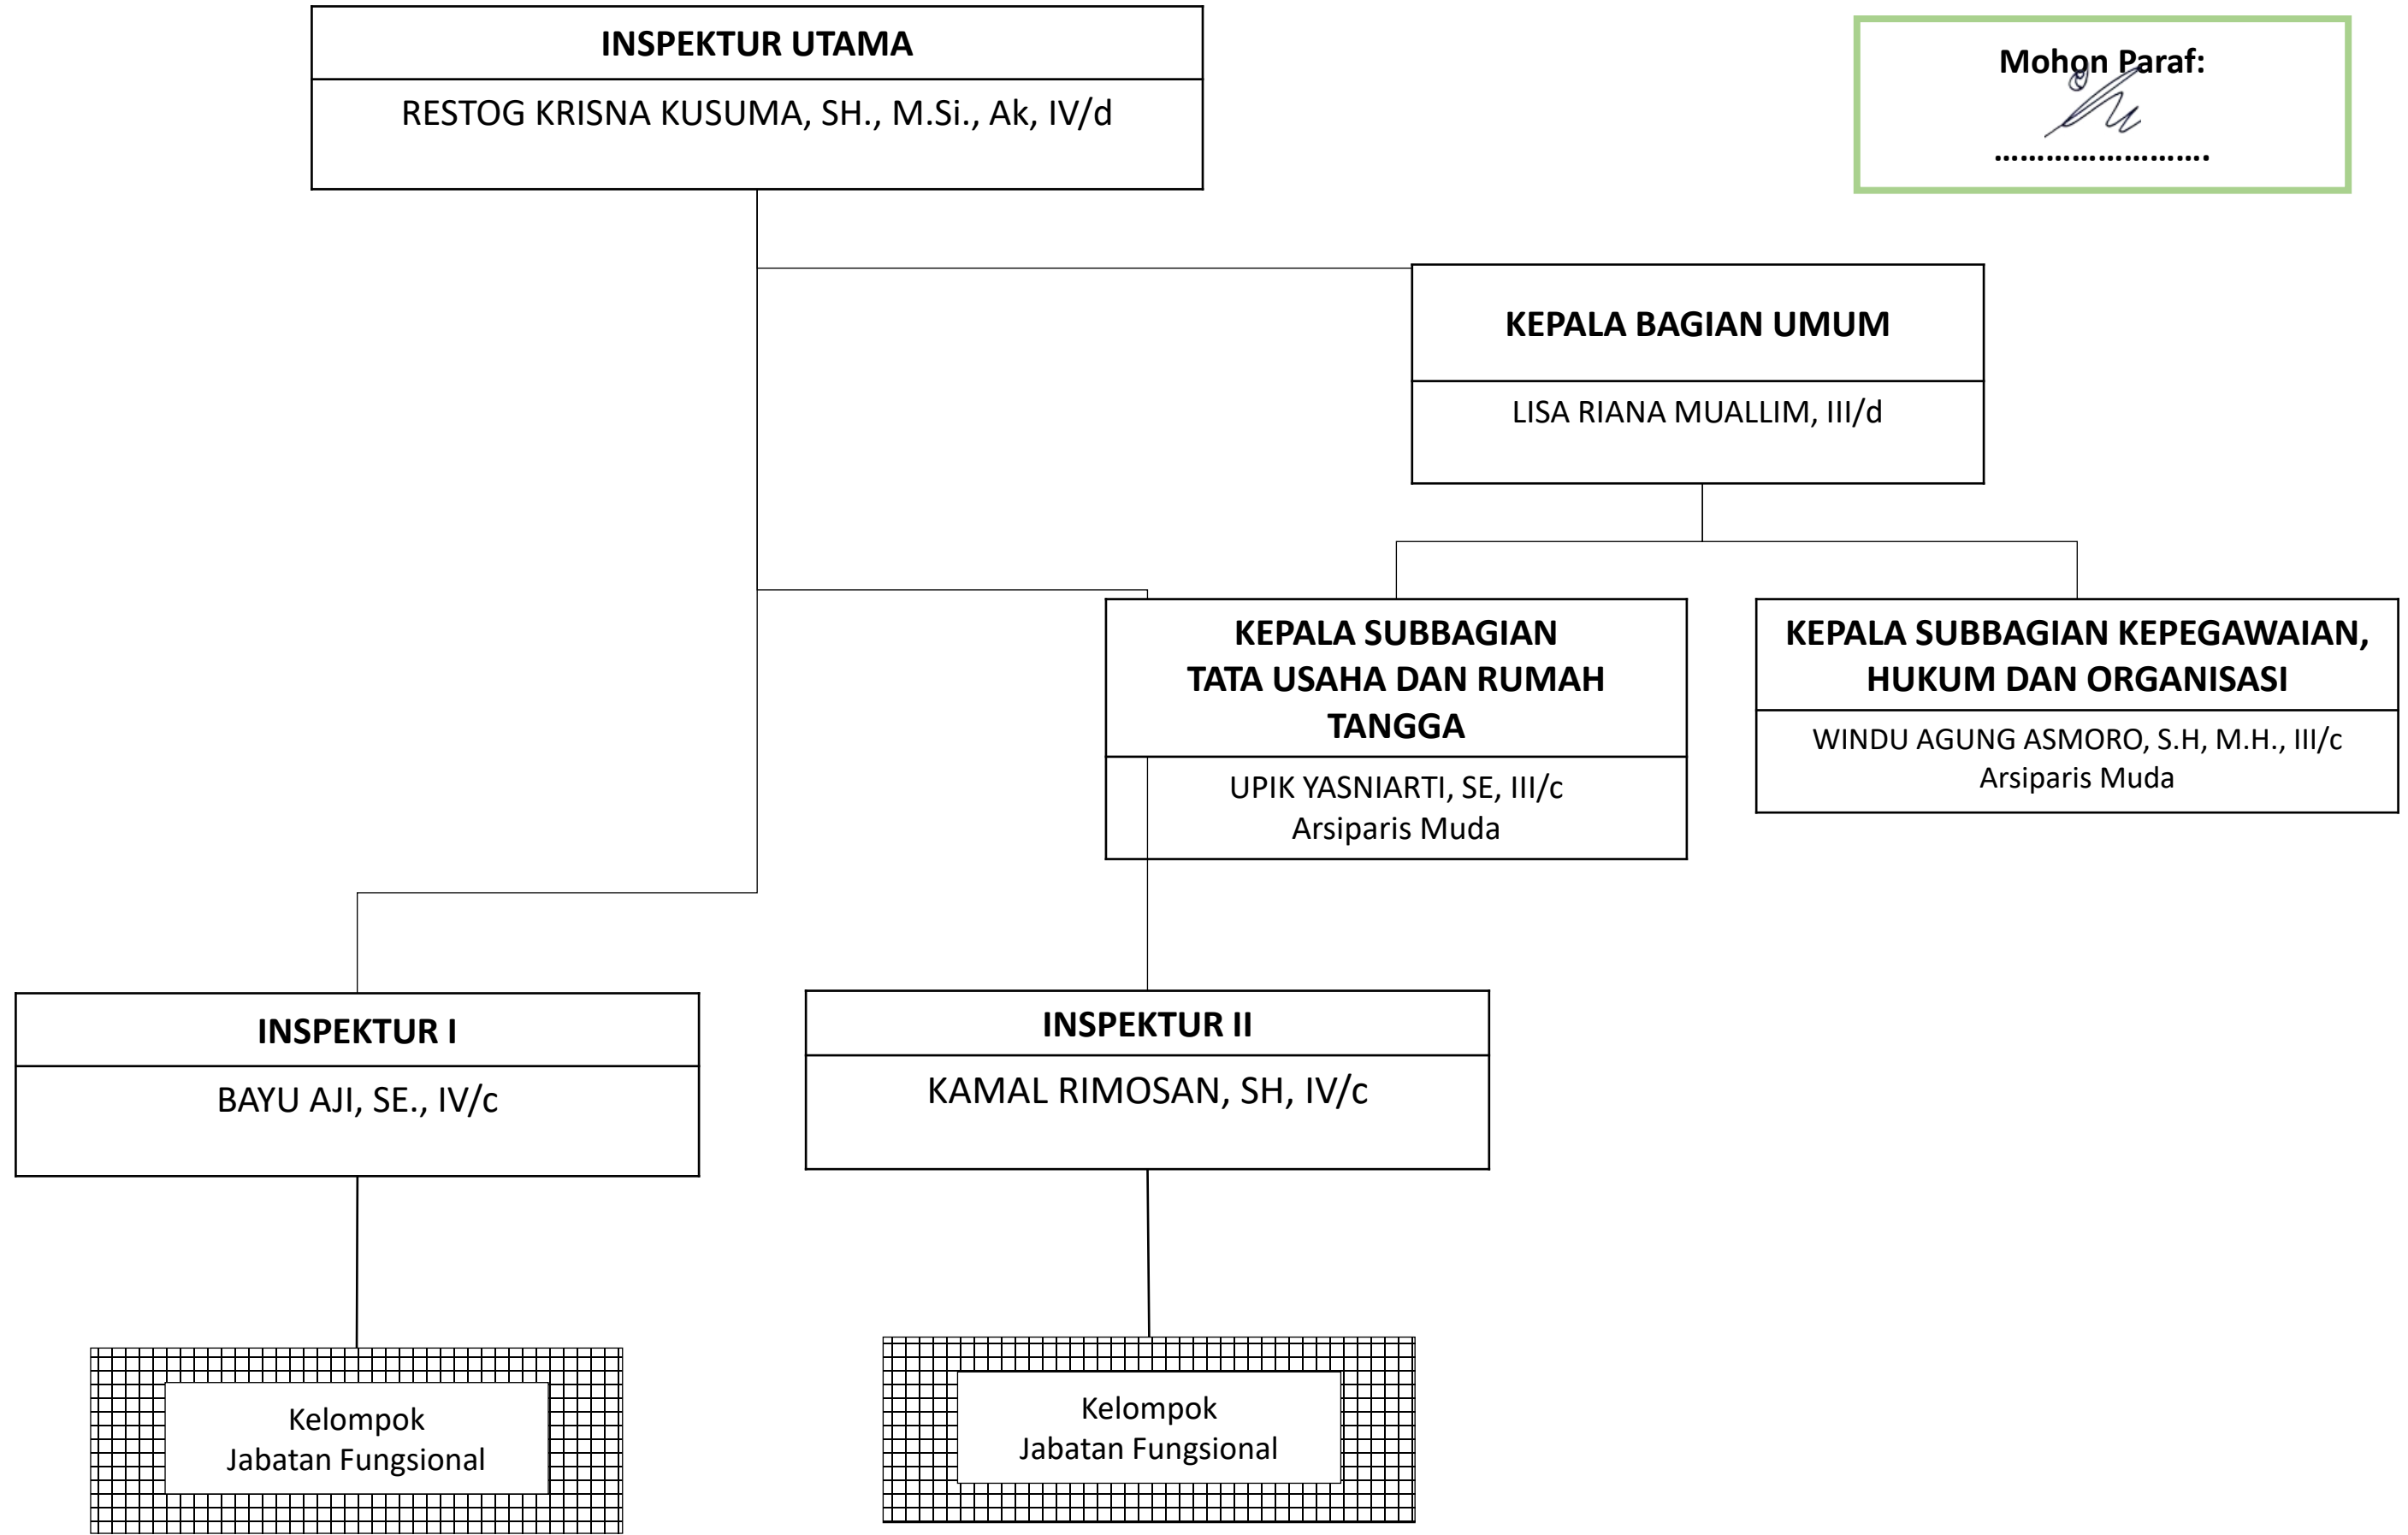 INSPEKTUR UTAMA
RESTOG KRISNA KUSUMA, SH., M.Si., Ak, IV/d
Mohon Paraf:
............................
KEPALA BAGIAN UMUM
LISA RIANA MUALLIM, III/d
KEPALA SUBBAGIAN
TATA USAHA DAN RUMAH
TANGGA
UPIK YASNIARTI, SE, III/c
Arsiparis Muda
KEPALA SUBBAGIAN KEPEGAWAIAN,
HUKUM DAN ORGANISASI
WINDU AGUNG ASMORO, S.H, M.H., III/c
Arsiparis Muda
INSPEKTUR I
BAYU AJI, SE., IV/c
INSPEKTUR II
KAMAL RIMOSAN, SH, IV/c
Kelompok
Jabatan Fungsional
Kelompok
Jabatan Fungsional